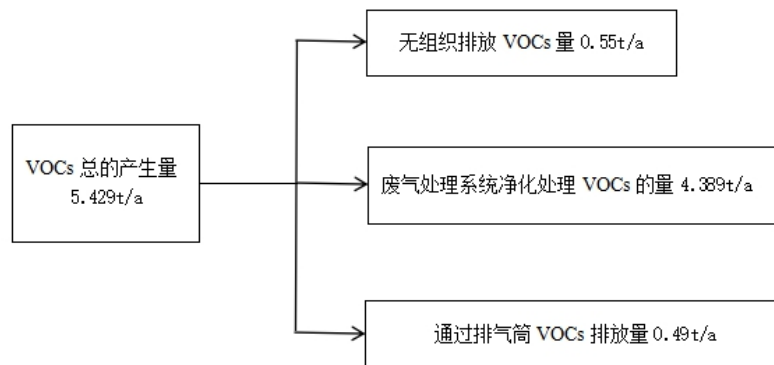 无组织排放 VOCs 量 0.55t/a
VOCs 总的产生量
5.429t/a
废气处理系统净化处理 VOCs 的量 4.389t/a
通过排气筒 VOCs 排放量 0.49t/a